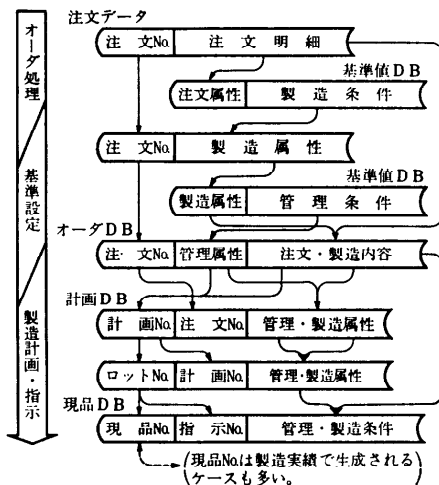 注文データ
オーダ処理
基準設定
製造計画・指示
注文No. 注文明細
基準値DB
注文属性 製造条件
注文No. 製造属性
基準値DB
製造属性 管理条件
オーダDB
注文No. 管理属性 注文・製造内容
計画DB
計画No. 注文No. 管理・製造属性
ロットNo. 計画No. 管理・製造属性
現品DB
現品No. 指示No. 管理・製造条件
(現品No.は製造実績で生成される
ケースも多い。)